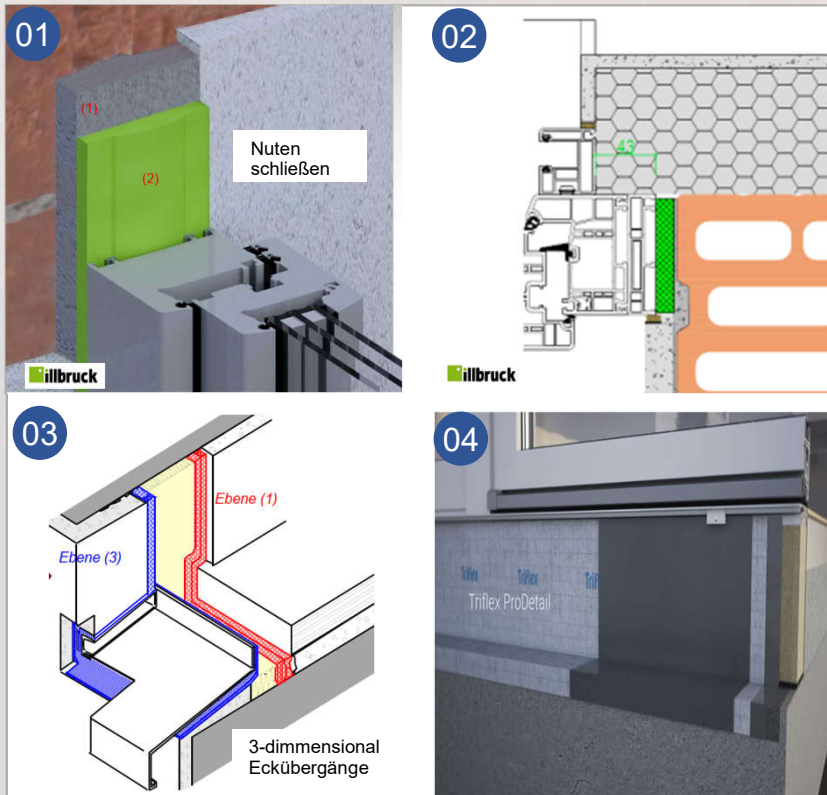 01
(1)
(2)
Nuten
schließen
illbruck
02
43
illbruck
03
Ebene (1)
Ebene (3)
3-dimmensional
Eckübergänge
04
Triflex Triflex Trif
Triflex ProDetail